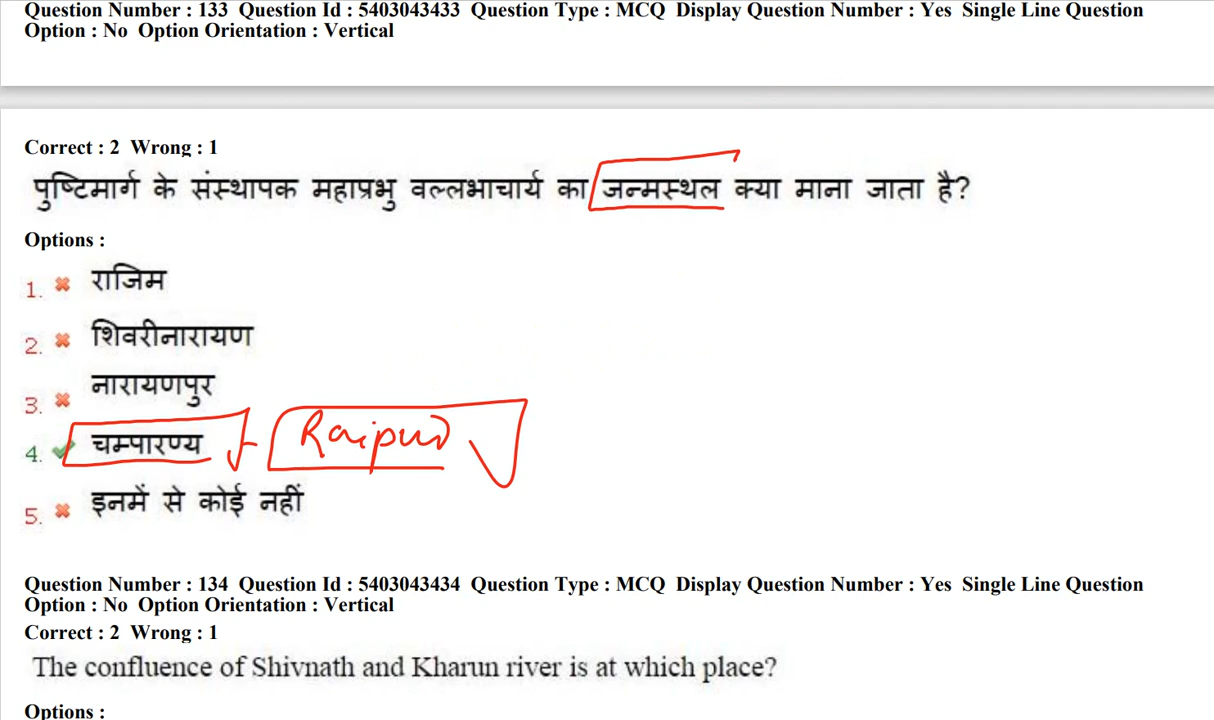 Question Number : 133 Question Id : 5403043433 Question Type : MCQ Display Question Number : Yes Single Line Question
Option : No Option Orientation : Vertical
Correct : 2 Wrong : 1
पुष्टिमार्ग के संस्थापक महाप्रभु वल्लभाचार्य का जन्मस्थल क्या माना जाता है?
Options :
1. राजिम
2. शिवरीनारायण
3. नारायणपुर
4. चम्पारण्य Raipur
5. इनमें से कोई नहीं
Question Number : 134 Question Id : 5403043434 Question Type : MCQ Display Question Number : Yes Single Line Question
Option : No Option Orientation : Vertical
Correct : 2 Wrong : 1
The confluence of Shivnath and Kharun river is at which place?
Options :